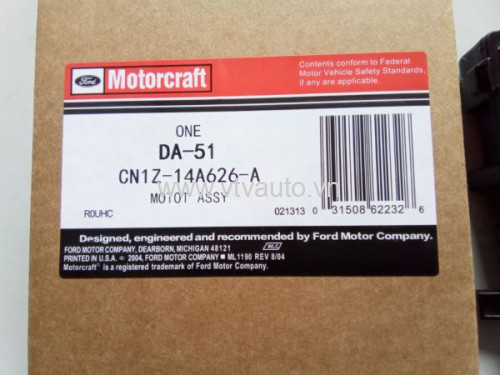 Ford
Motorcraft
Contents conform to Federal
Motor Vehicle Safety Standards,
if any are applicable.
ONE
DA-51
CN1Z-14A626-A
MOTOT ASSY
www.vtvauto.vn
R0UHC
021313
0 31508 62232 6
Designed, engineered and recommended by Ford Motor Company.
FORD MOTOR COMPANY, DEARBORN, MICHIGAN 48121
PRINTED IN U.S.A. © 2004, FORD MOTOR COMPANY ■ ML1190 REV 8/04
Motorcraft® is a registered trademark of Ford Motor Company.